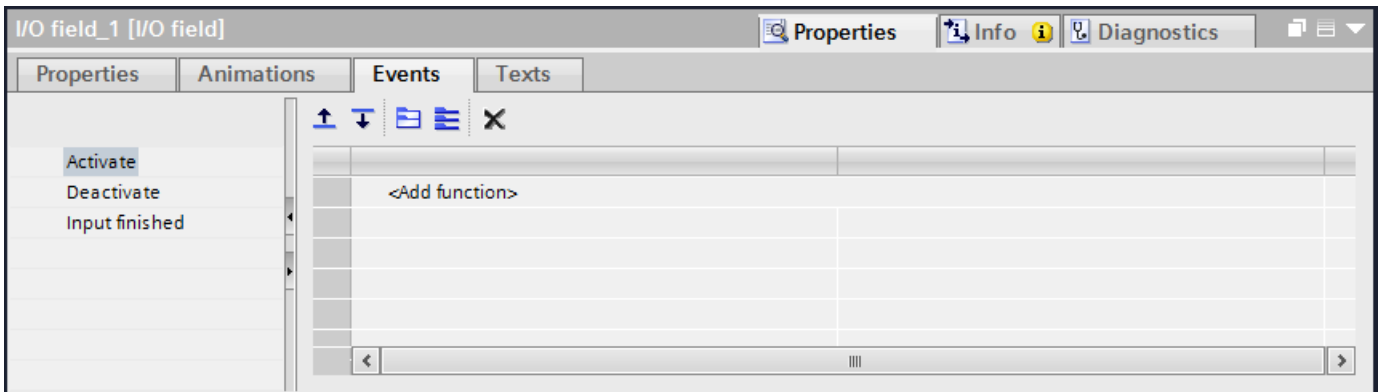 I/O field_1 [I/O field]
Properties Info Diagnostics
Properties Animations Events Texts
Activate
Deactivate
Input finished
<Add function>